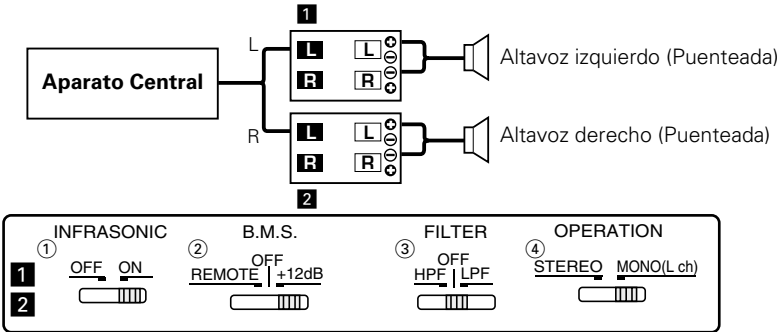 1
L
Aparato Central
L L ⊕ ⊖
R R ⊖ ⊕
Altavoz izquierdo (Puenteada)
R
L L ⊕ ⊖
R R ⊖ ⊕
Altavoz derecho (Puenteada)
2
INFRASONIC B.M.S. FILTER OPERATION
① ② ③ ④
1
2
OFF ON
OFF
REMOTE +12dB
OFF
HPF LPF
STEREO MONO(L ch)